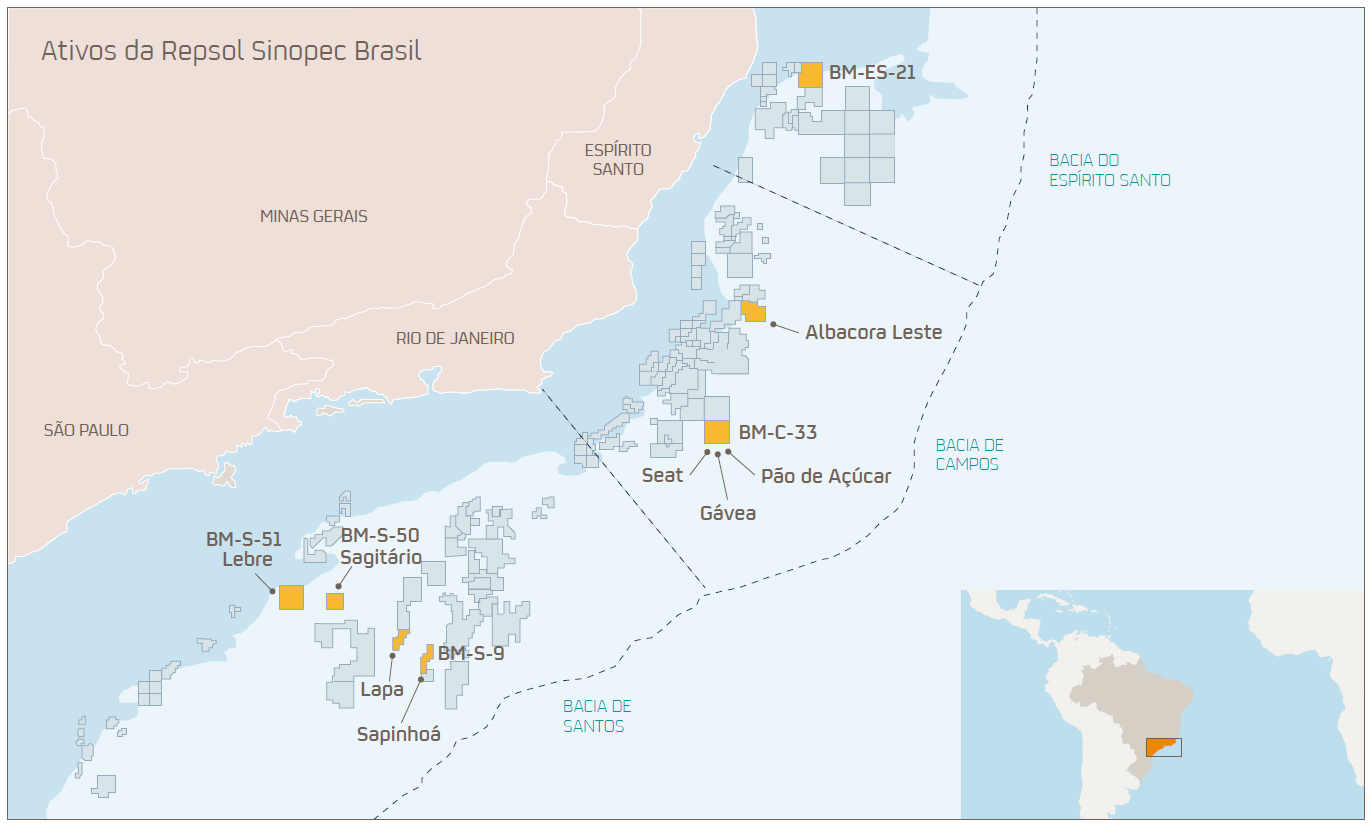 Ativos da Repsol Sinopec Brasil
BM-ES-21
ESPÍRITO
SANTO
BACIA DO
ESPÍRITO SANTO
MINAS GERAIS
RIO DE JANEIRO
Albacora Leste
SÃO PAULO
BM-C-33
BACIA DE
CAMPOS
Seat
Pão de Açúcar
Gávea
BM-S-51
Lebre
BM-S-50
Sagitário
BM-S-9
Lapa
Sapinhoá
BACIA DE
SANTOS